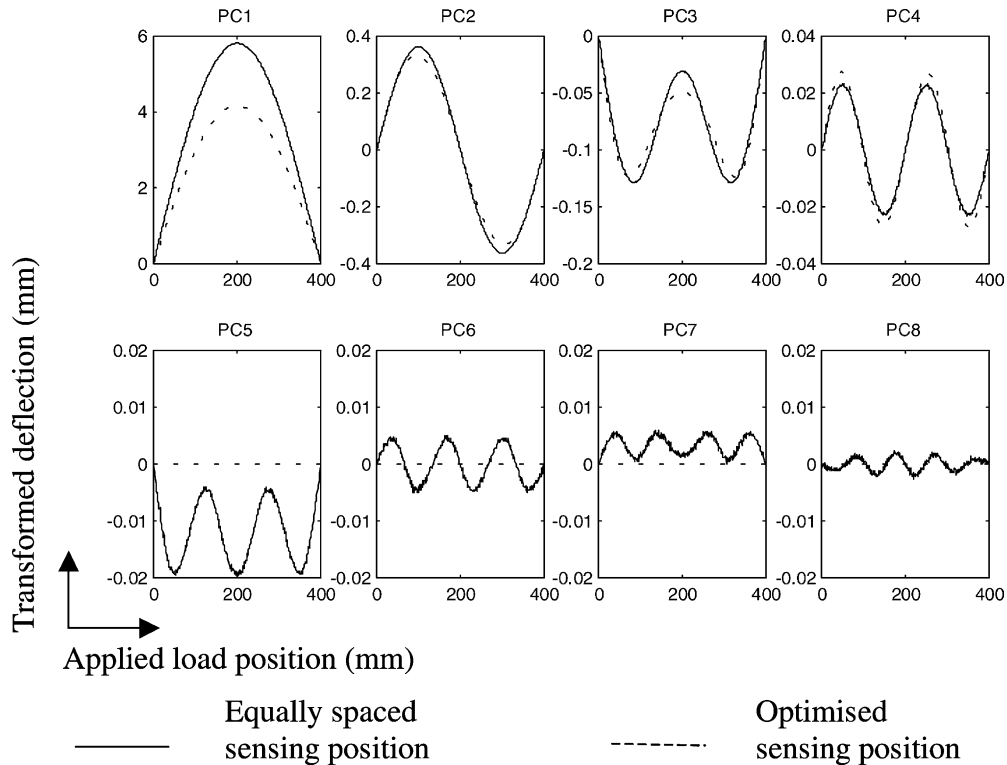 PC1 PC2 PC3 PC4
6 0.4 0 0.04
4 0.2 -0.05 0.02
0 -0.1 0
2 -0.2 -0.15 -0.02
0 -0.4 -0.2 -0.04
0 200 400 0 200 400 0 200 400 0 200 400
PC5 PC6 PC7 PC8
0.02 0.02 0.02 0.02
0.01 0.01 0.01 0.01
0 0 0 0
-0.01 -0.01 -0.01 -0.01
-0.02 -0.02 -0.02 -0.02
0 200 400 0 200 400 0 200 400 0 200 400
Transformed deflection (mm)
Applied load position (mm)
Equally spaced
sensing position
Optimised
sensing position